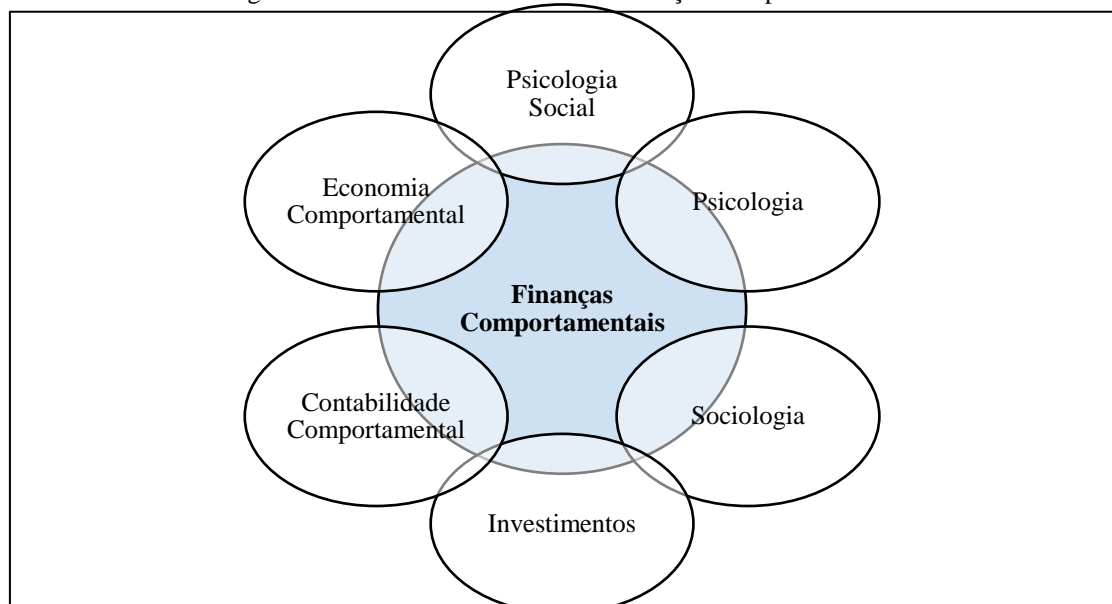 Psicologia
Social
Economia
Comportamental
Psicologia
Finanças
Comportamentais
Contabilidade
Comportamental
Sociologia
Investimentos